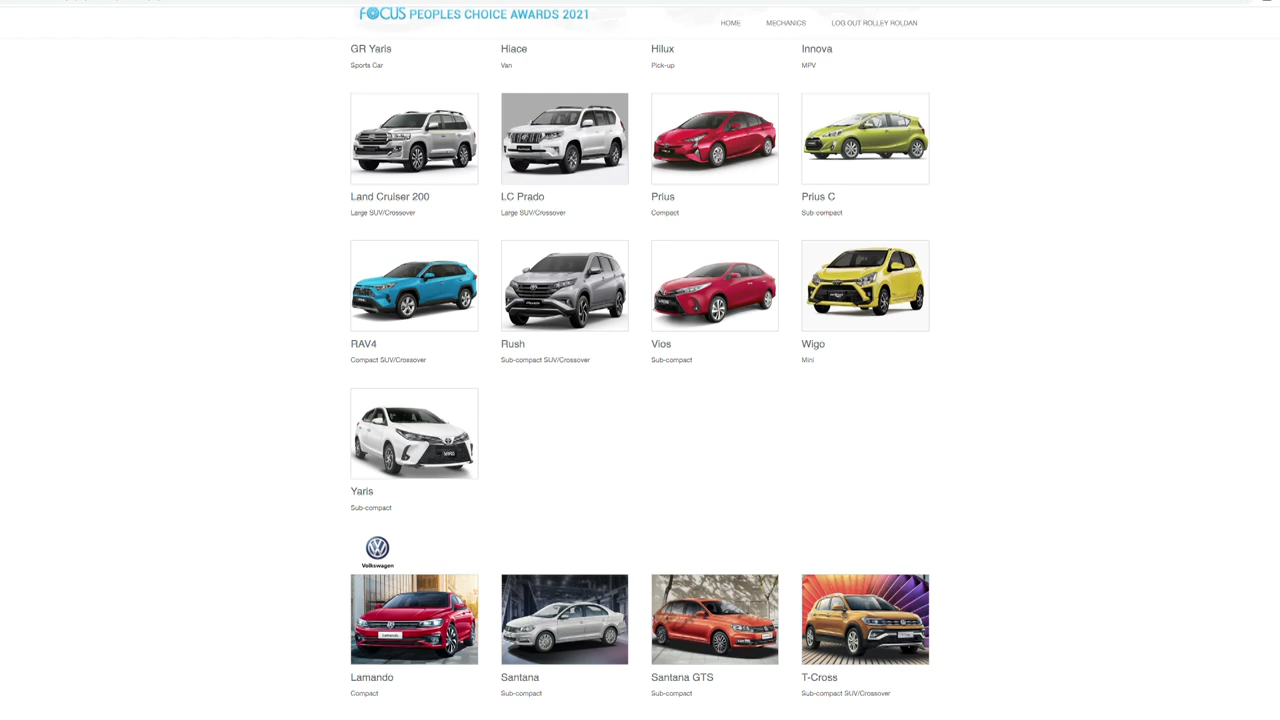 FOCUS PEOPLES CHOICE AWARDS 2021
HOME MECHANICS LOG OUT ROLLEY ROLDAN
GR Yaris Hiace Hilux Innova
Sports Car Van Pick-up MPV
Land Cruiser 200 LC Prado Prius Prius C
Large SUV/Crossover Large SUV/Crossover Compact Sub-compact
RAV4 Rush Vios Wigo
Compact SUV/Crossover Sub-compact SUV/Crossover Sub-compact Mini
YARIS
Yaris
Sub-compact
Volkswagen
Lamando
Lamando Santana Santana GTS T-Cross
Compact Sub-compact Sub-compact Sub-compact SUV/Crossover